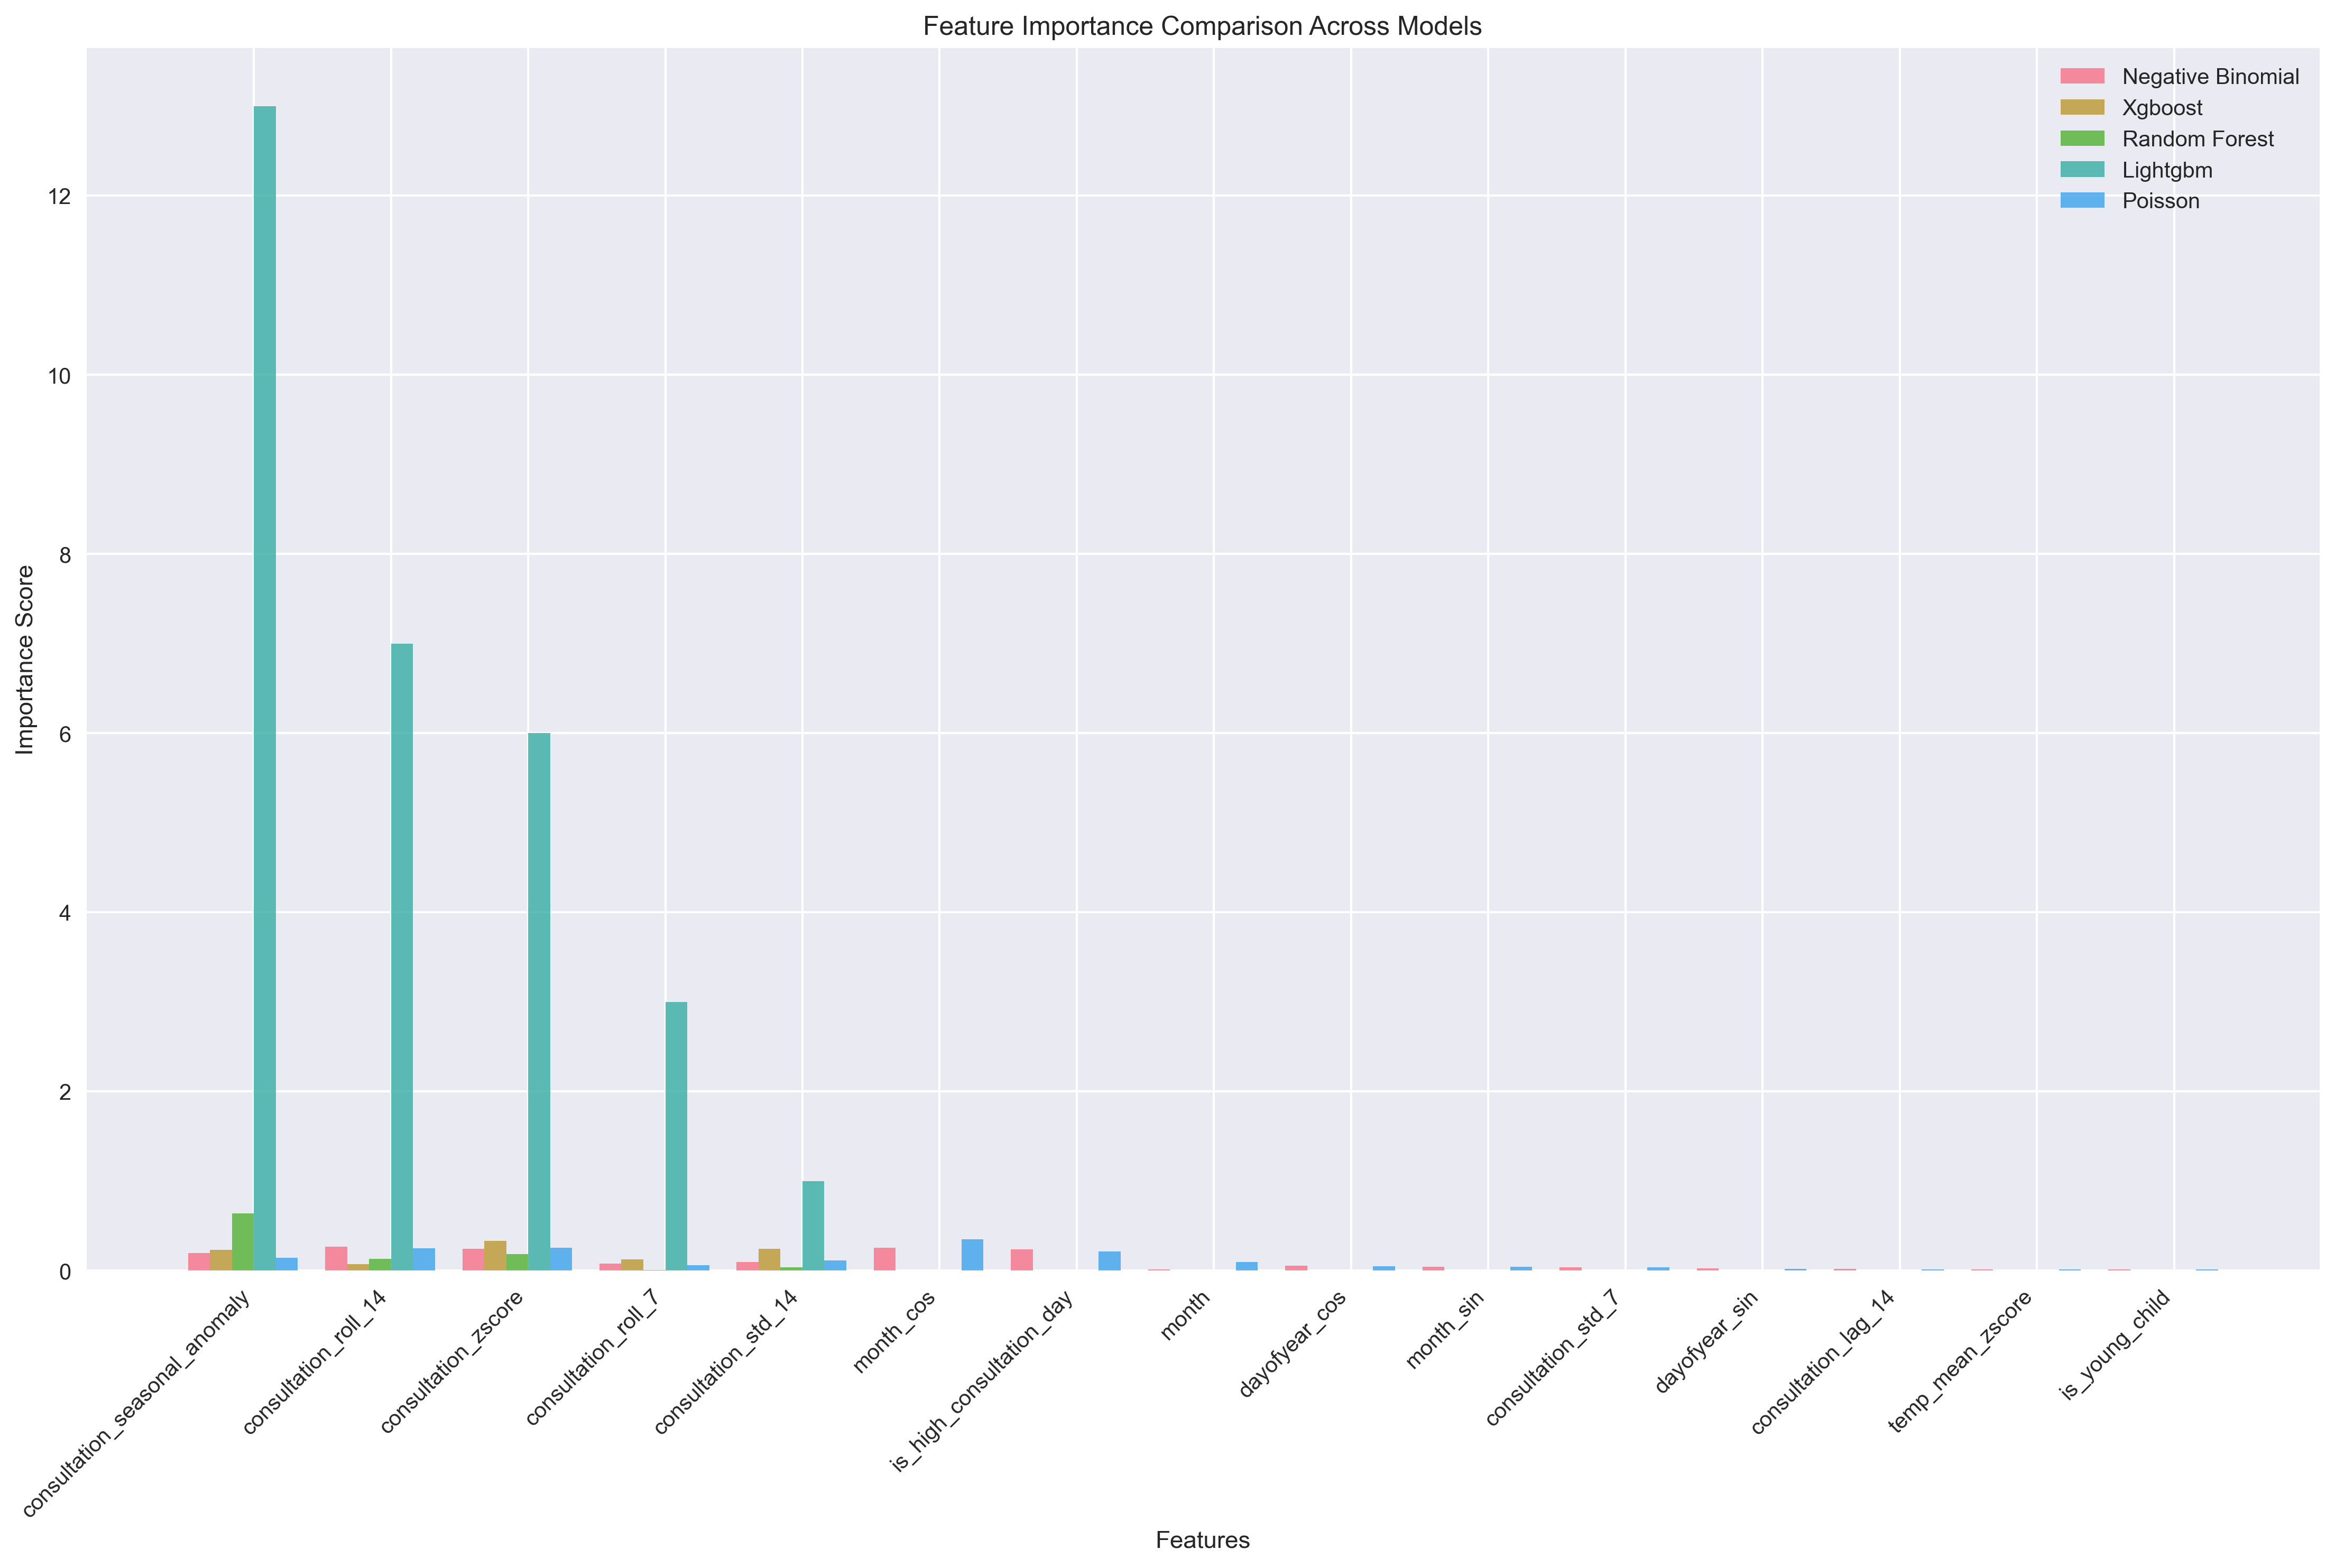 Feature Importance Comparison Across Models
Negative Binomial
Xgboost
Random Forest
Lightgbm
Poisson
12
10
8
6
4
2
0
Importance Score
consultation_seasonal_anomaly
consultation_roll_14
consultation_zscore
consultation_roll_7
consultation_std_14
month_cos
is_high_consultation_day
month
dayofyear_cos
month_sin
consultation_std_7
dayofyear_sin
consultation_lag_14
temp_mean_zscore
is_young_child
Features